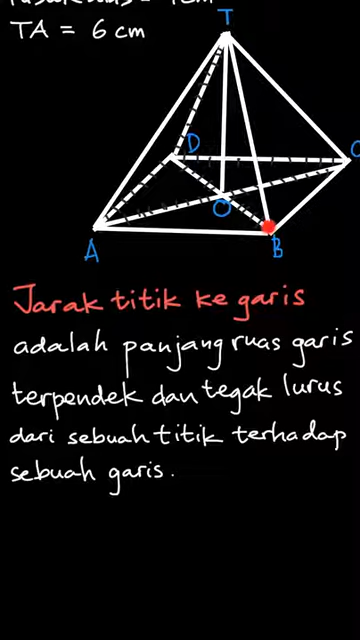 TA = 6 cm
T
D
C
O
A
B
Jarak titik ke garis
adalah panjang ruas garis
terpendek dan tegak lurus
dari sebuah titik terhadap
sebuah garis.